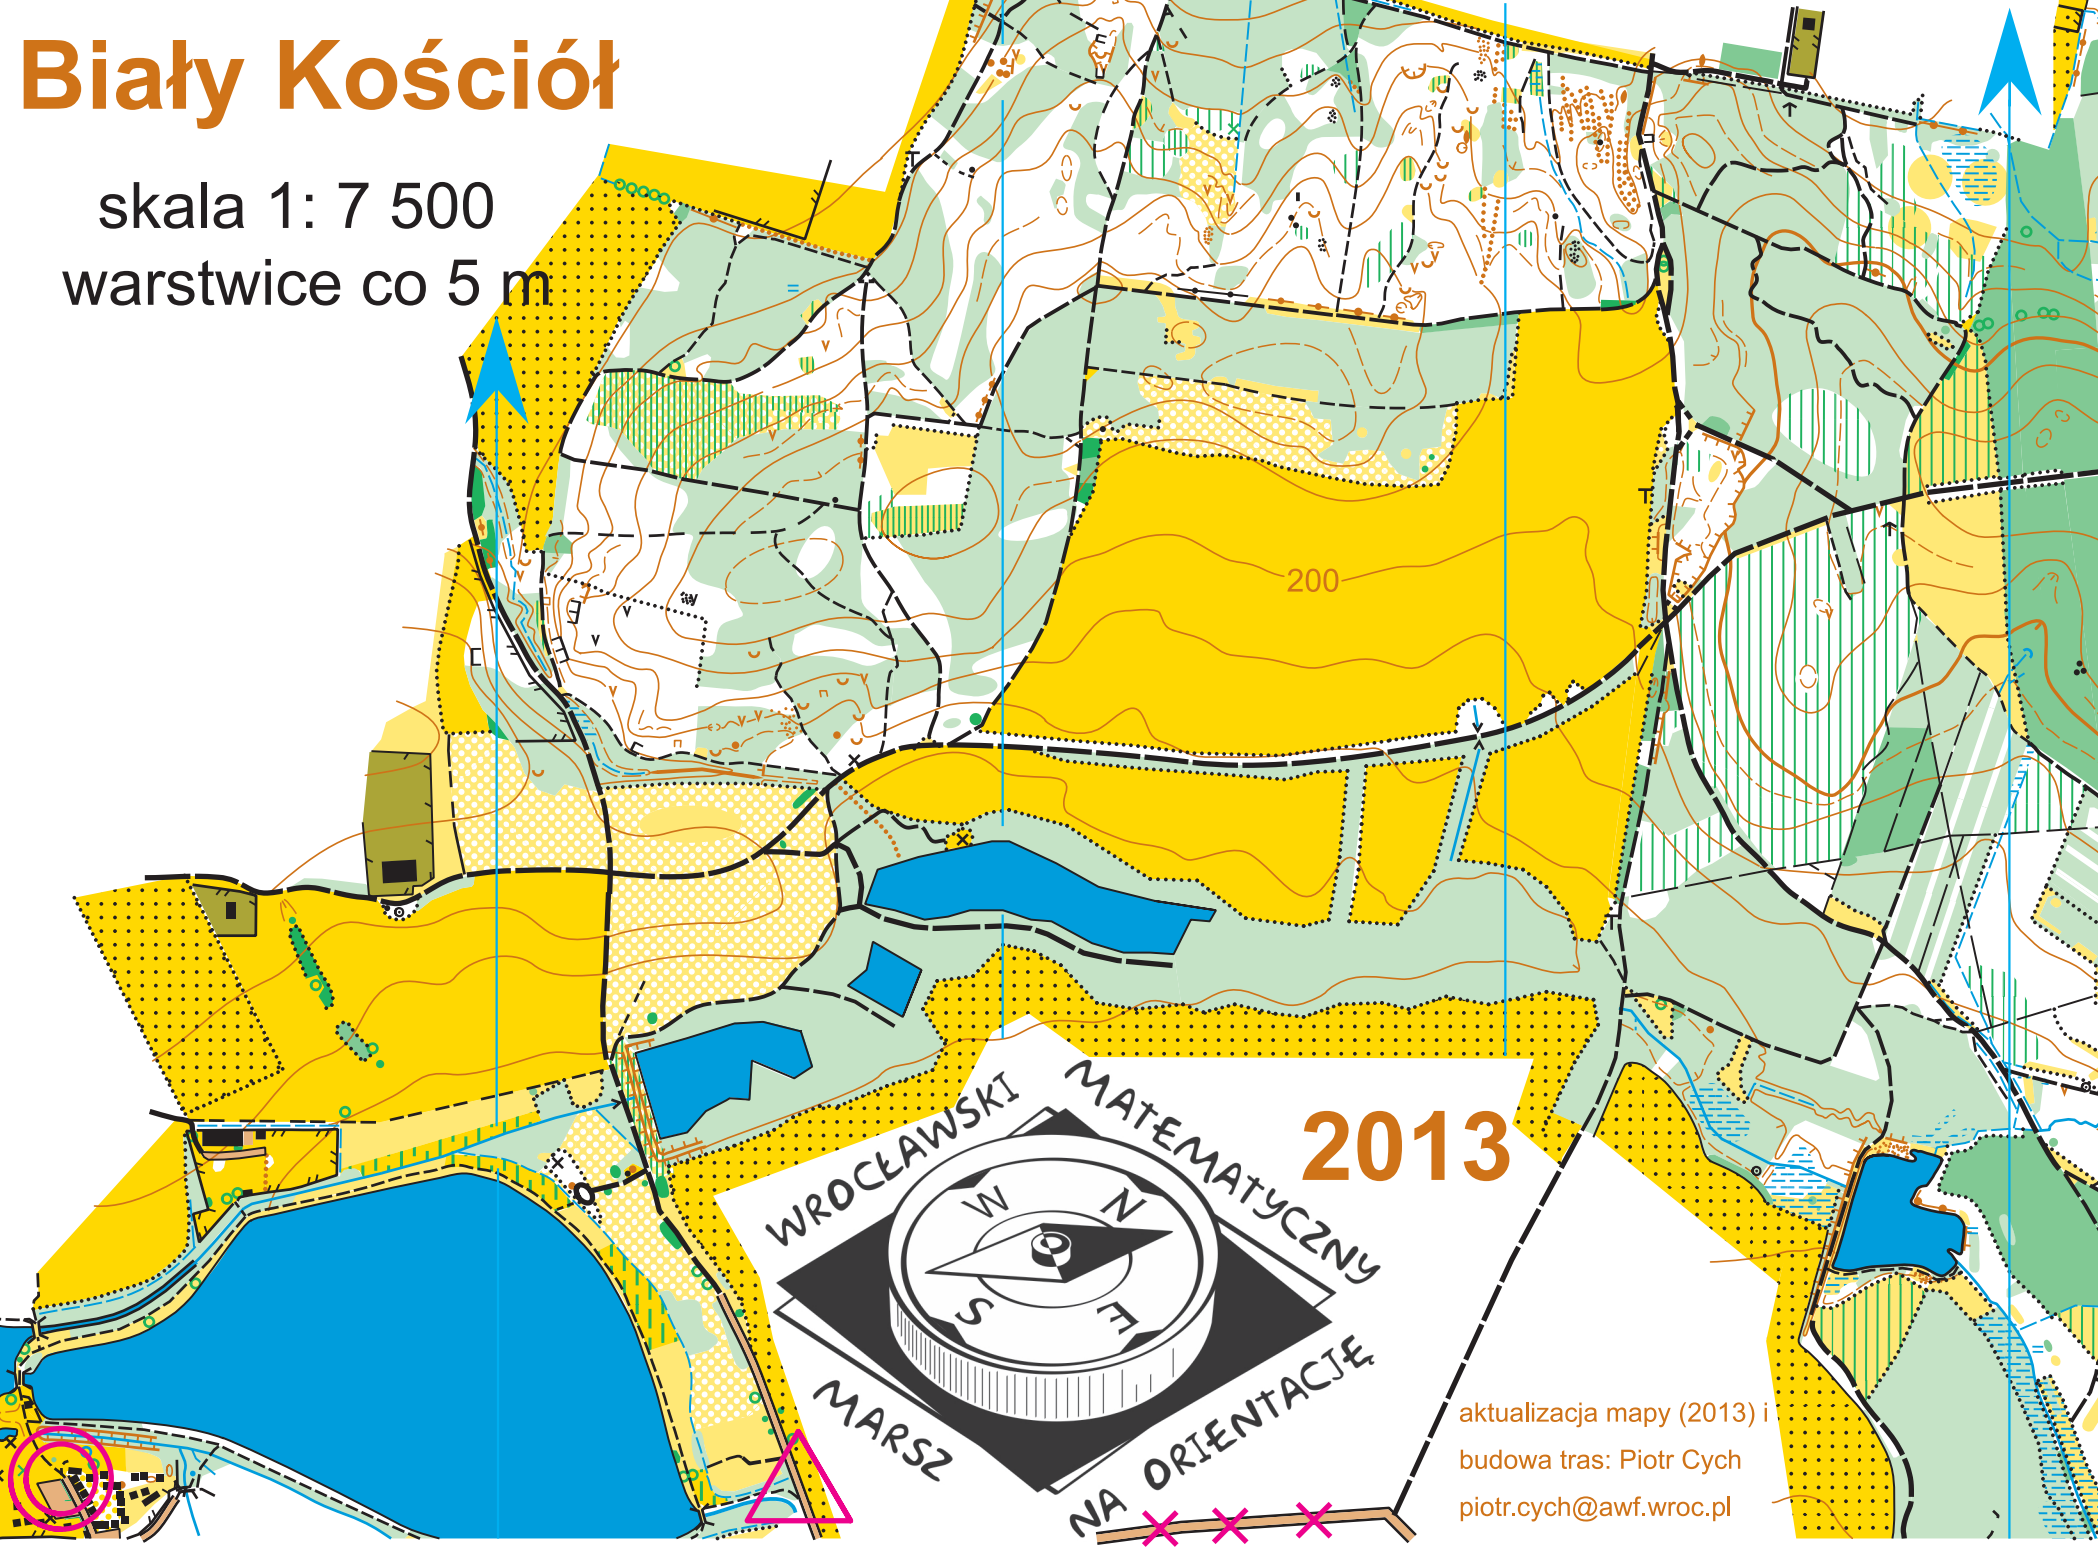 Biały Kościół
skala 1: 7 500
warstwice co 5 m
200
2013
WROCŁAWSKI
MATEMATYCZNY
MARSZ
NA ORIENTACJĘ
W
N
S
E
aktualizacja mapy (2013) i
budowa tras: Piotr Cych
piotr.cych@awf.wroc.pl